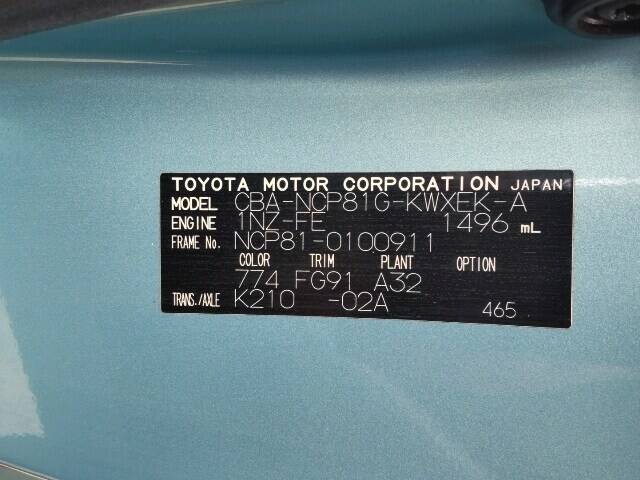 TOYOTA MOTOR CORPORATION JAPAN
MODEL CBA-NCP81G-KWXEK-A
ENGINE 1NZ-FE 1496 mL
FRAME No. NCP81-0100911
COLOR TRIM PLANT OPTION
774 FG91 A32
TRANS./AXLE K210 -02A 465